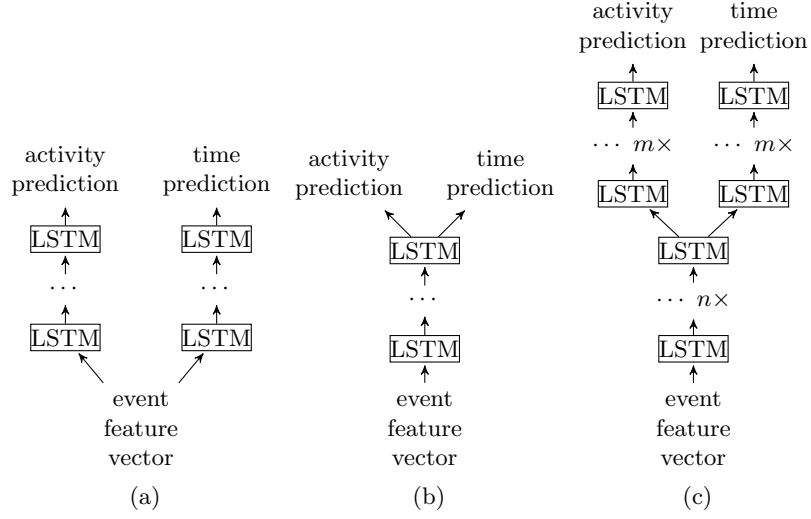 activity
prediction
time
prediction
LSTM
LSTM
⋯
⋯
LSTM
LSTM
event
feature
vector
(a)
activity
prediction
time
prediction
LSTM
⋯
LSTM
event
feature
vector
(b)
activity
prediction
time
prediction
LSTM
LSTM
⋯ m×
⋯ m×
LSTM
LSTM
LSTM
⋯ n×
LSTM
event
feature
vector
(c)